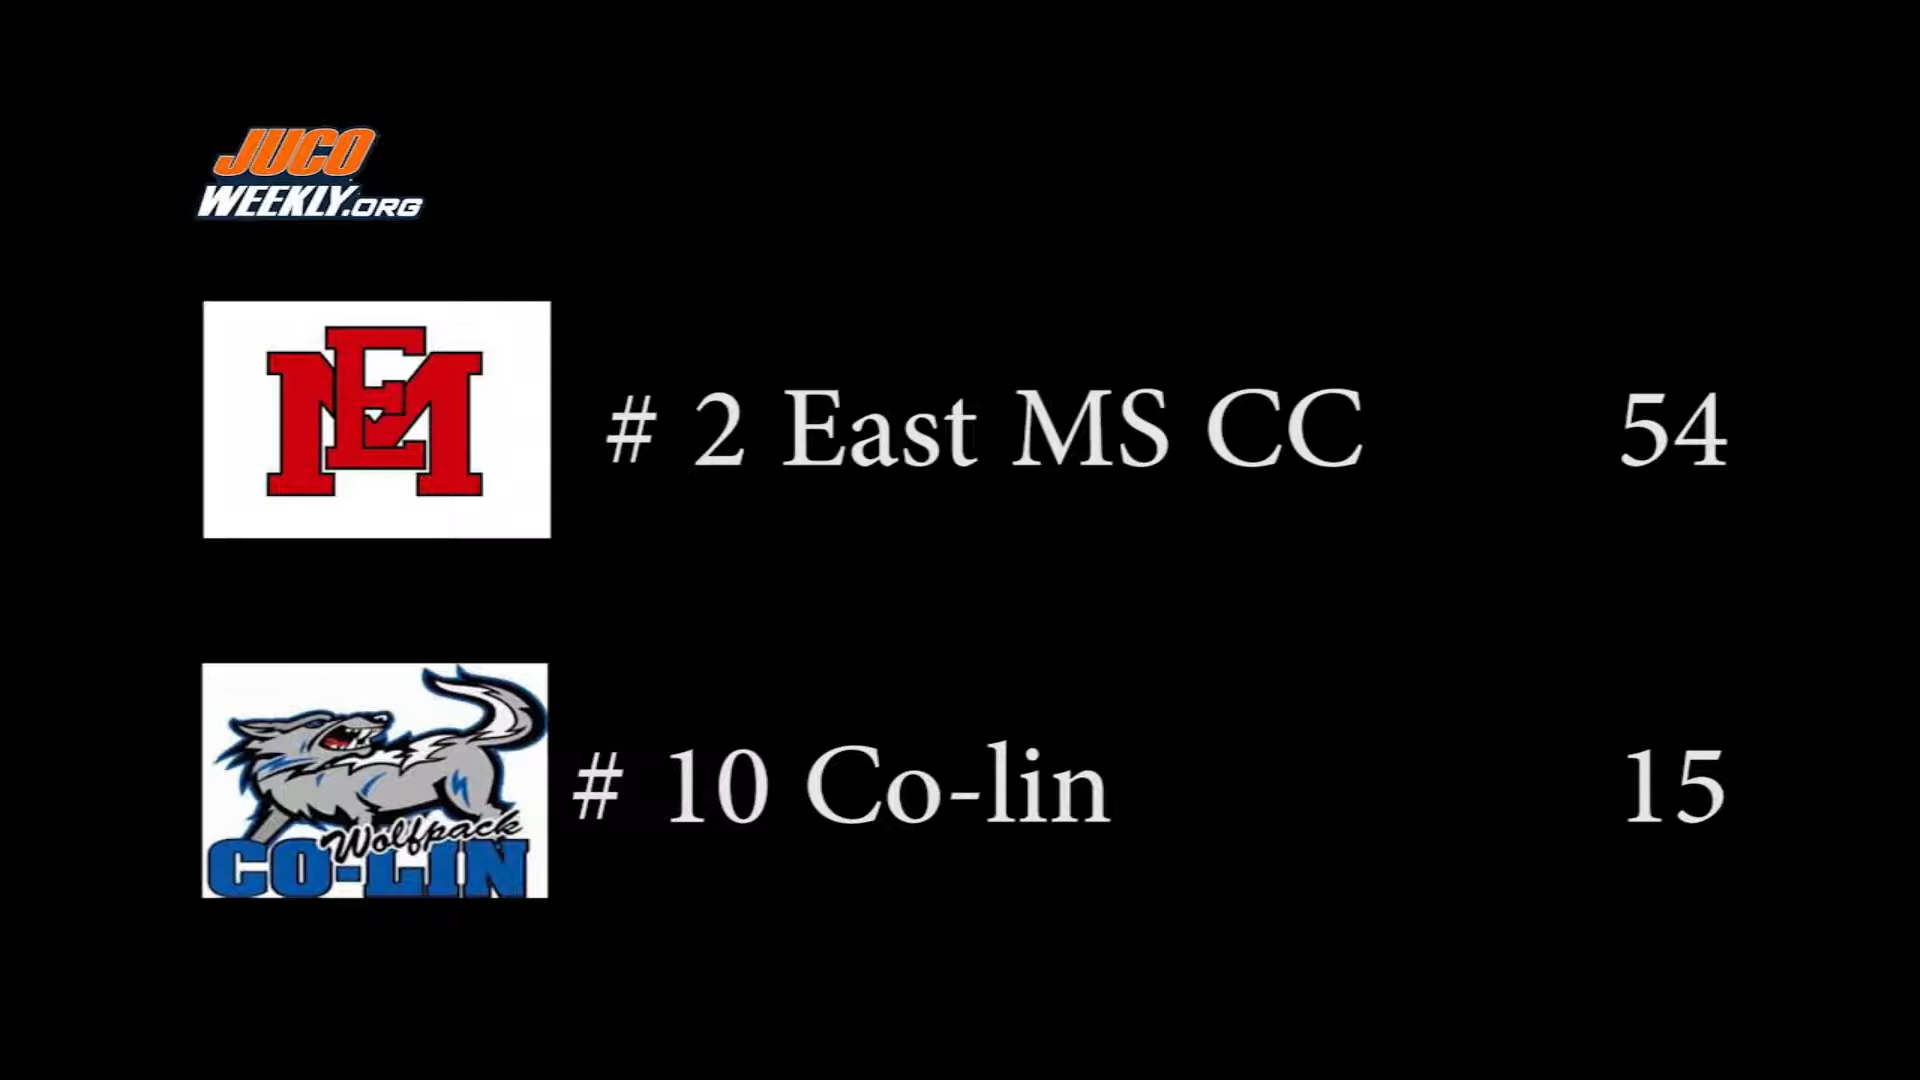 JUCO
WEEKLY.ORG
EM
# 2 East MS CC 54
Wolfpack
CO-LIN
# 10 Co-lin 15